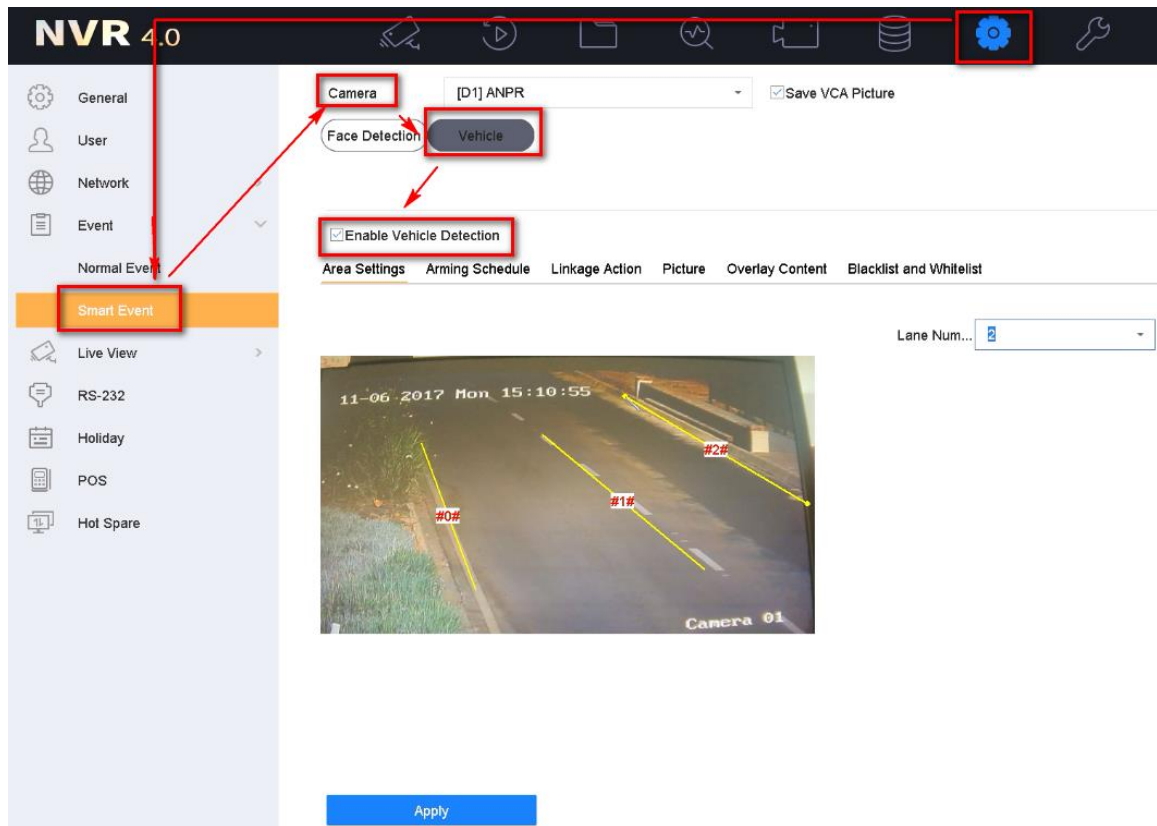 NVR 4.0
General
User
Network
Event
Normal Event
Smart Event
Live View
RS-232
Holiday
POS
Hot Spare
Camera [D1] ANPR Save VCA Picture
Face Detection Vehicle
Enable Vehicle Detection
Area Settings Arming Schedule Linkage Action Picture Overlay Content Blacklist and Whitelist
Lane Num... 2
11-06 2017 Mon 15:10:55
#2#
#1#
#0#
Camera 01
Apply